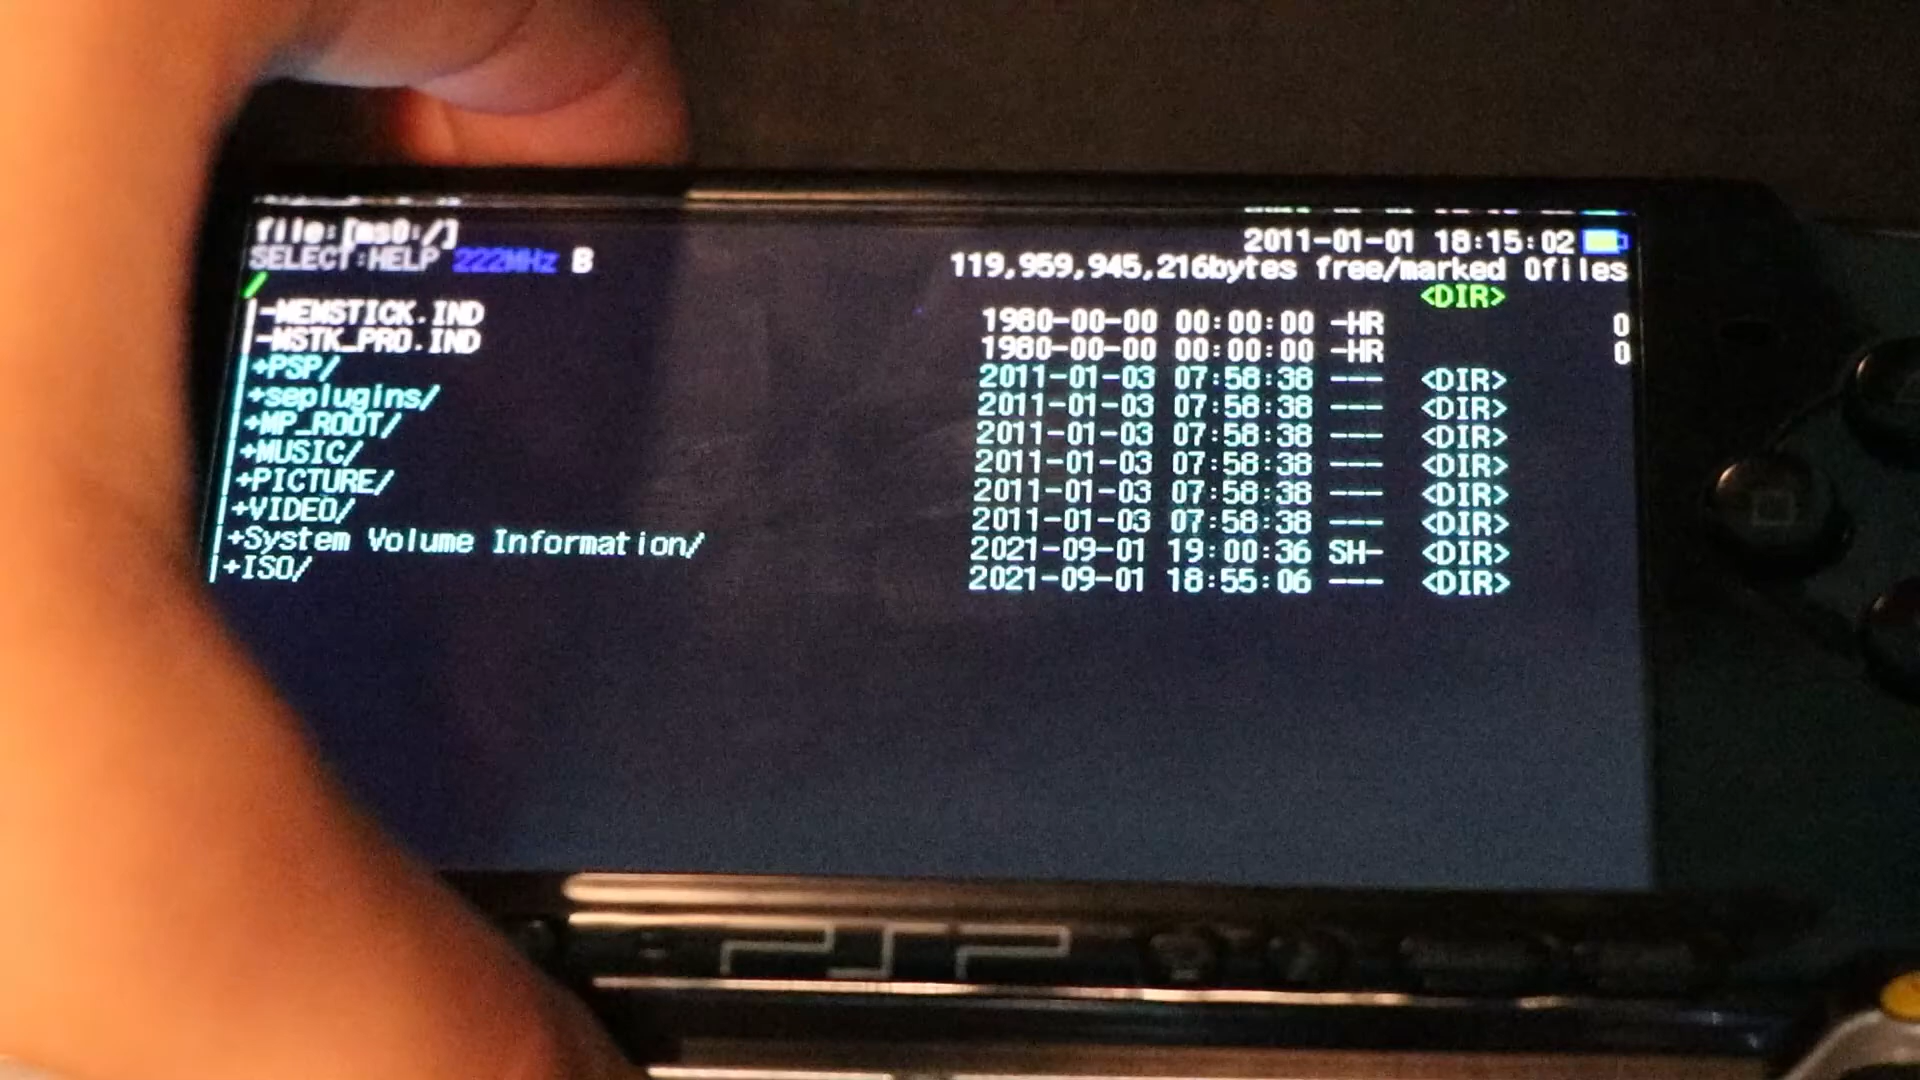 file:[ms0:/] 2011-01-01 18:15:02
SELECT:HELP 222MHz B 119,959,945,216bytes free/marked 0files
/ <DIR>
|-MEMSTICK.IND 1980-00-00 00:00:00 -HR 0
|-MSTK_PRO.IND 1980-00-00 00:00:00 -HR 0
|+PSP/ 2011-01-03 07:58:38 --- <DIR>
|+seplugins/ 2011-01-03 07:58:38 --- <DIR>
|+MP_ROOT/ 2011-01-03 07:58:38 --- <DIR>
|+MUSIC/ 2011-01-03 07:58:38 --- <DIR>
|+PICTURE/ 2011-01-03 07:58:38 --- <DIR>
|+VIDEO/ 2011-01-03 07:58:38 --- <DIR>
|+System Volume Information/ 2021-09-01 19:00:36 SH- <DIR>
|+ISO/ 2021-09-01 18:55:06 --- <DIR>
PSP